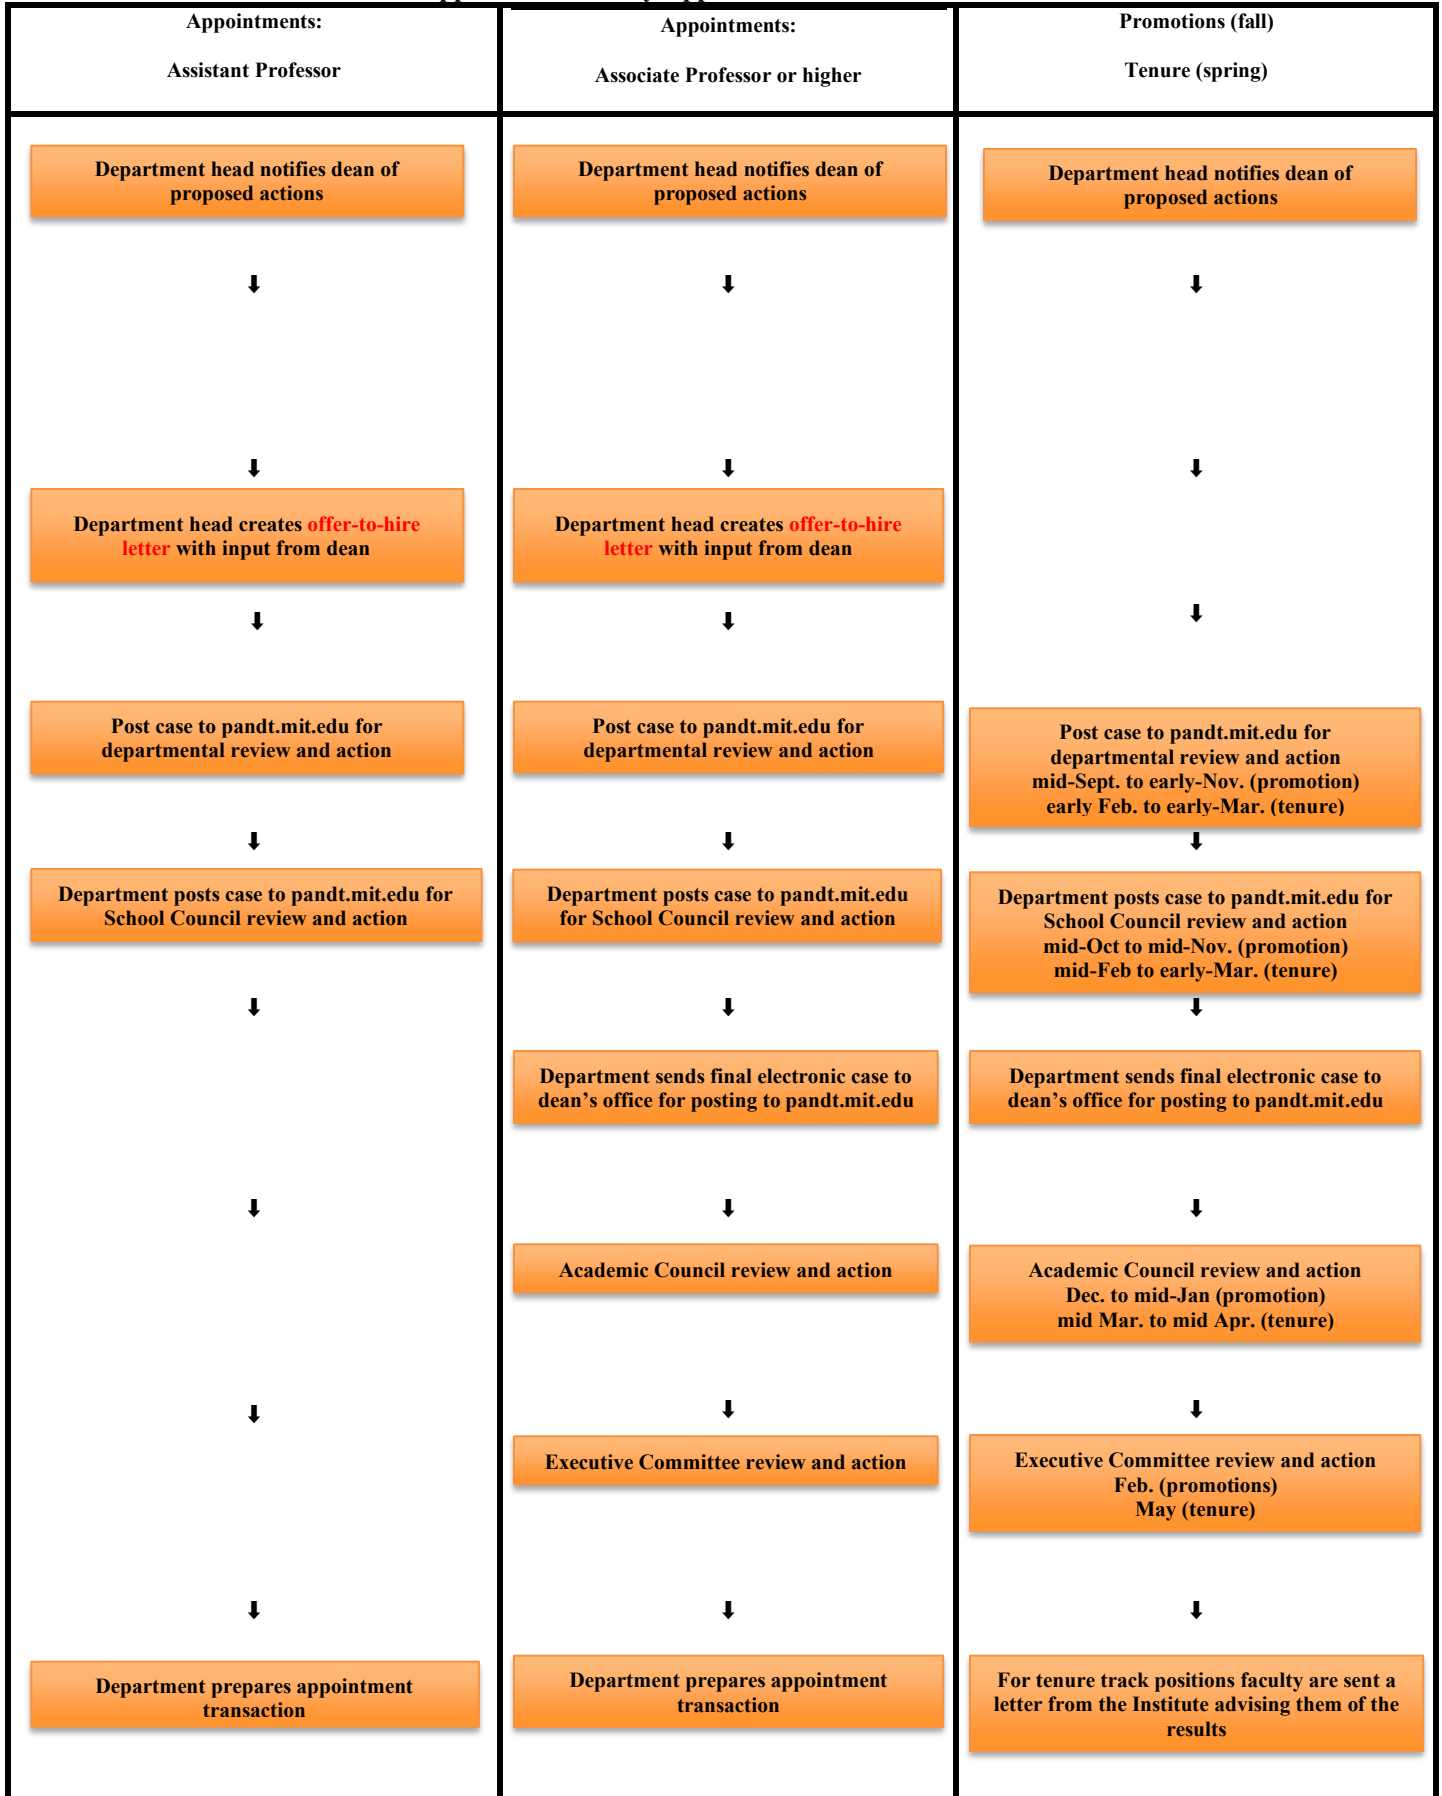 Appointments:
Assistant Professor
Appointments:
Associate Professor or higher
Promotions (fall)
Tenure (spring)
Department head notifies dean of
proposed actions
Department head notifies dean of
proposed actions
Department head notifies dean of
proposed actions
Department head creates offer-to-hire
letter with input from dean
Department head creates offer-to-hire
letter with input from dean
Post case to pandt.mit.edu for
departmental review and action
Post case to pandt.mit.edu for
departmental review and action
Post case to pandt.mit.edu for
departmental review and action
mid-Sept. to early-Nov. (promotion)
early Feb. to early-Mar. (tenure)
Department posts case to pandt.mit.edu for
School Council review and action
Department posts case to pandt.mit.edu
for School Council review and action
Department posts case to pandt.mit.edu for
School Council review and action
mid-Oct to mid-Nov. (promotion)
mid-Feb to early-Mar. (tenure)
Department sends final electronic case to
dean’s office for posting to pandt.mit.edu
Department sends final electronic case to
dean’s office for posting to pandt.mit.edu
Academic Council review and action
Academic Council review and action
Dec. to mid-Jan (promotion)
mid Mar. to mid Apr. (tenure)
Executive Committee review and action
Executive Committee review and action
Feb. (promotions)
May (tenure)
Department prepares appointment
transaction
Department prepares appointment
transaction
For tenure track positions faculty are sent a
letter from the Institute advising them of the
results